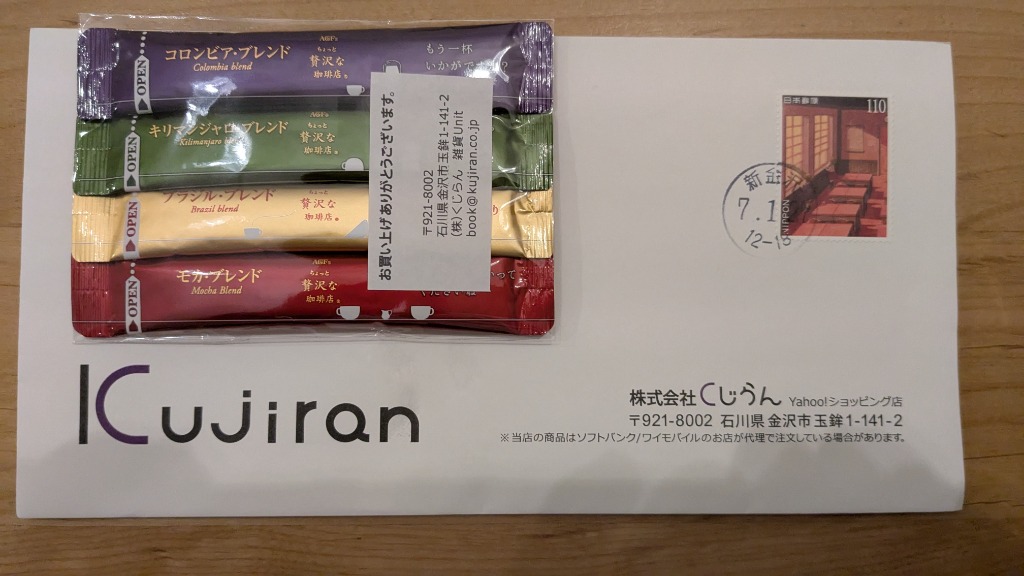 OPEN
コロンビア・ブレンド
Colombia blend
AGF's
ちょっと
贅沢な
珈琲店®
もう一杯
いかがです
OPEN
キリマンジャロ・ブレンド
Kilimanjaro
ちょっと
贅沢な
珈琲店®
OPEN
ブラジル・ブレンド
Brazil blend
ちょっと
贅沢な
珈琲店®
OPEN
モカ・ブレンド
Mocha Blend
AGF's
ちょっと
贅沢な
珈琲店®
お買い上げありがとうございます。
〒921-8002
石川県金沢市玉鉾1-141-2
(株)くじらん 雑貨Unit
book@kujiran.co.jp
日本郵便 110
NIPPON
新金沢
7.1
12-18
Kujiran
株式会社くじらん Yahoo!ショッピング店
〒921-8002 石川県金沢市玉鉾1-141-2
※当店の商品はソフトバンク/ワイモバイルのお店が代理で注文している場合があります。